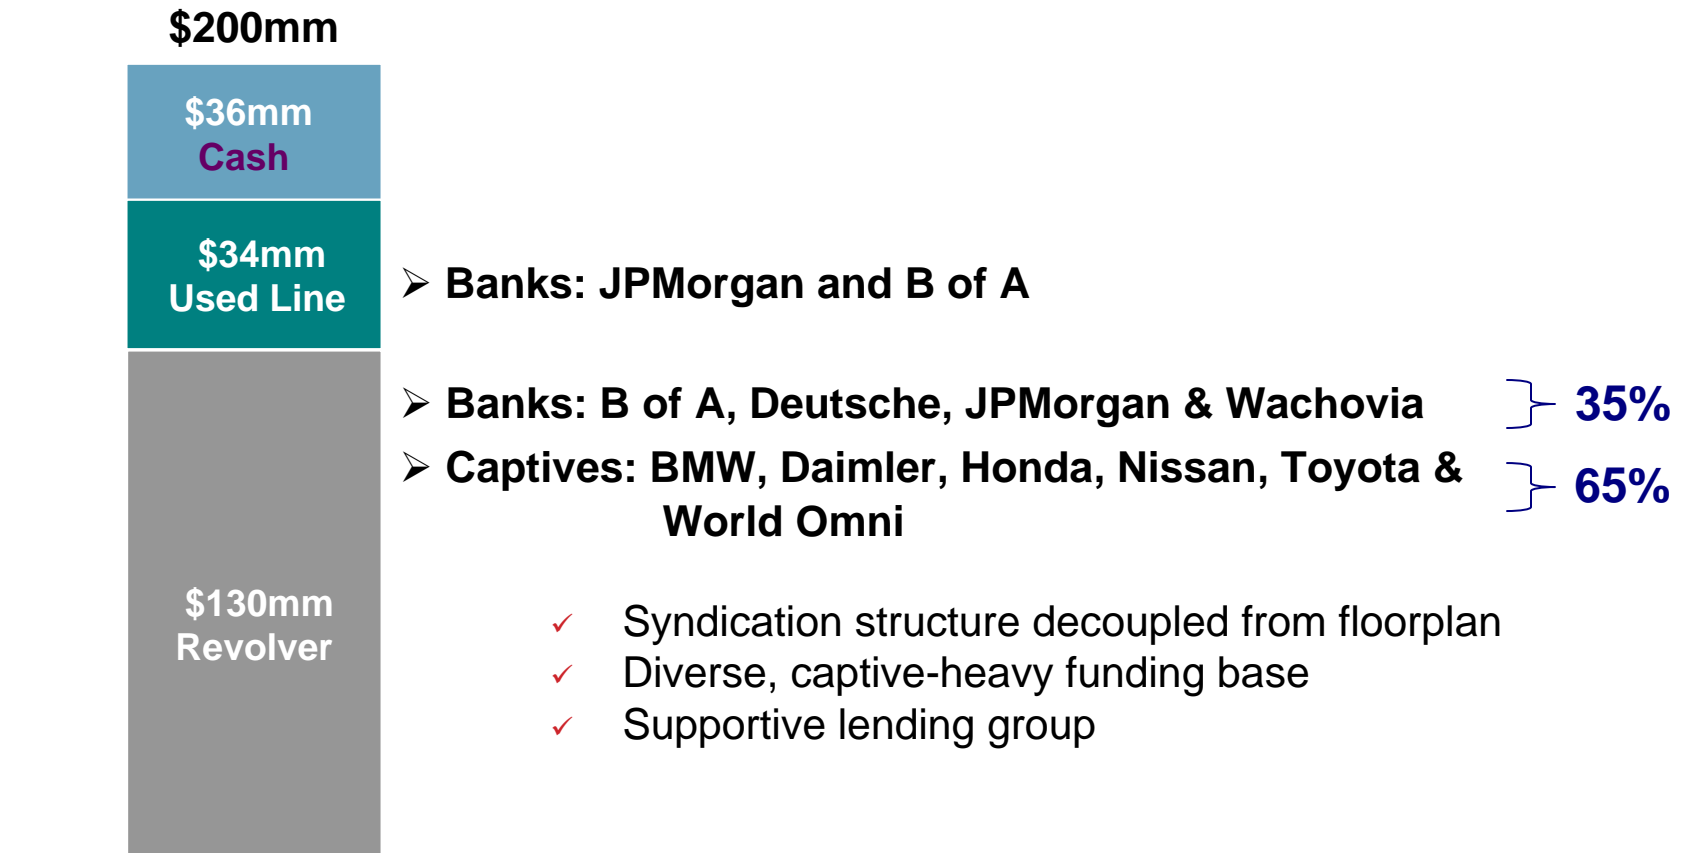 $200mm
$36mm
Cash
$34mm
Used Line
➢ Banks: JPMorgan and B of A
➢ Banks: B of A, Deutsche, JPMorgan & Wachovia
35%
➢ Captives: BMW, Daimler, Honda, Nissan, Toyota &
World Omni
65%
$130mm
Revolver
✓ Syndication structure decoupled from floorplan
✓ Diverse, captive-heavy funding base
✓ Supportive lending group